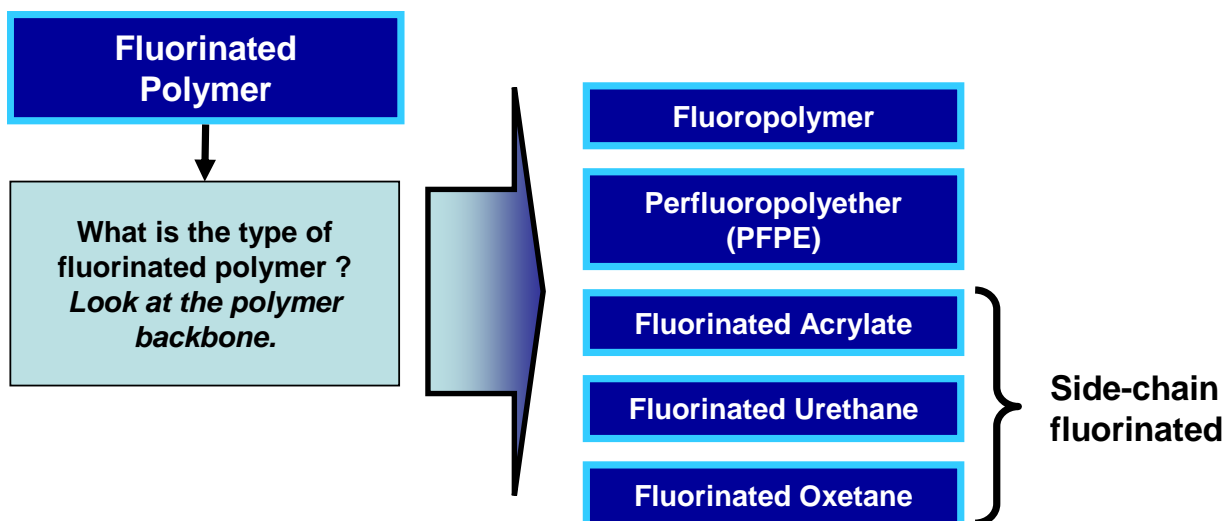 Fluorinated
Polymer
What is the type of
fluorinated polymer ?
Look at the polymer
backbone.
Fluoropolymer
Perfluoropolyether
(PFPE)
Fluorinated Acrylate
Fluorinated Urethane
Fluorinated Oxetane
Side-chain
fluorinated